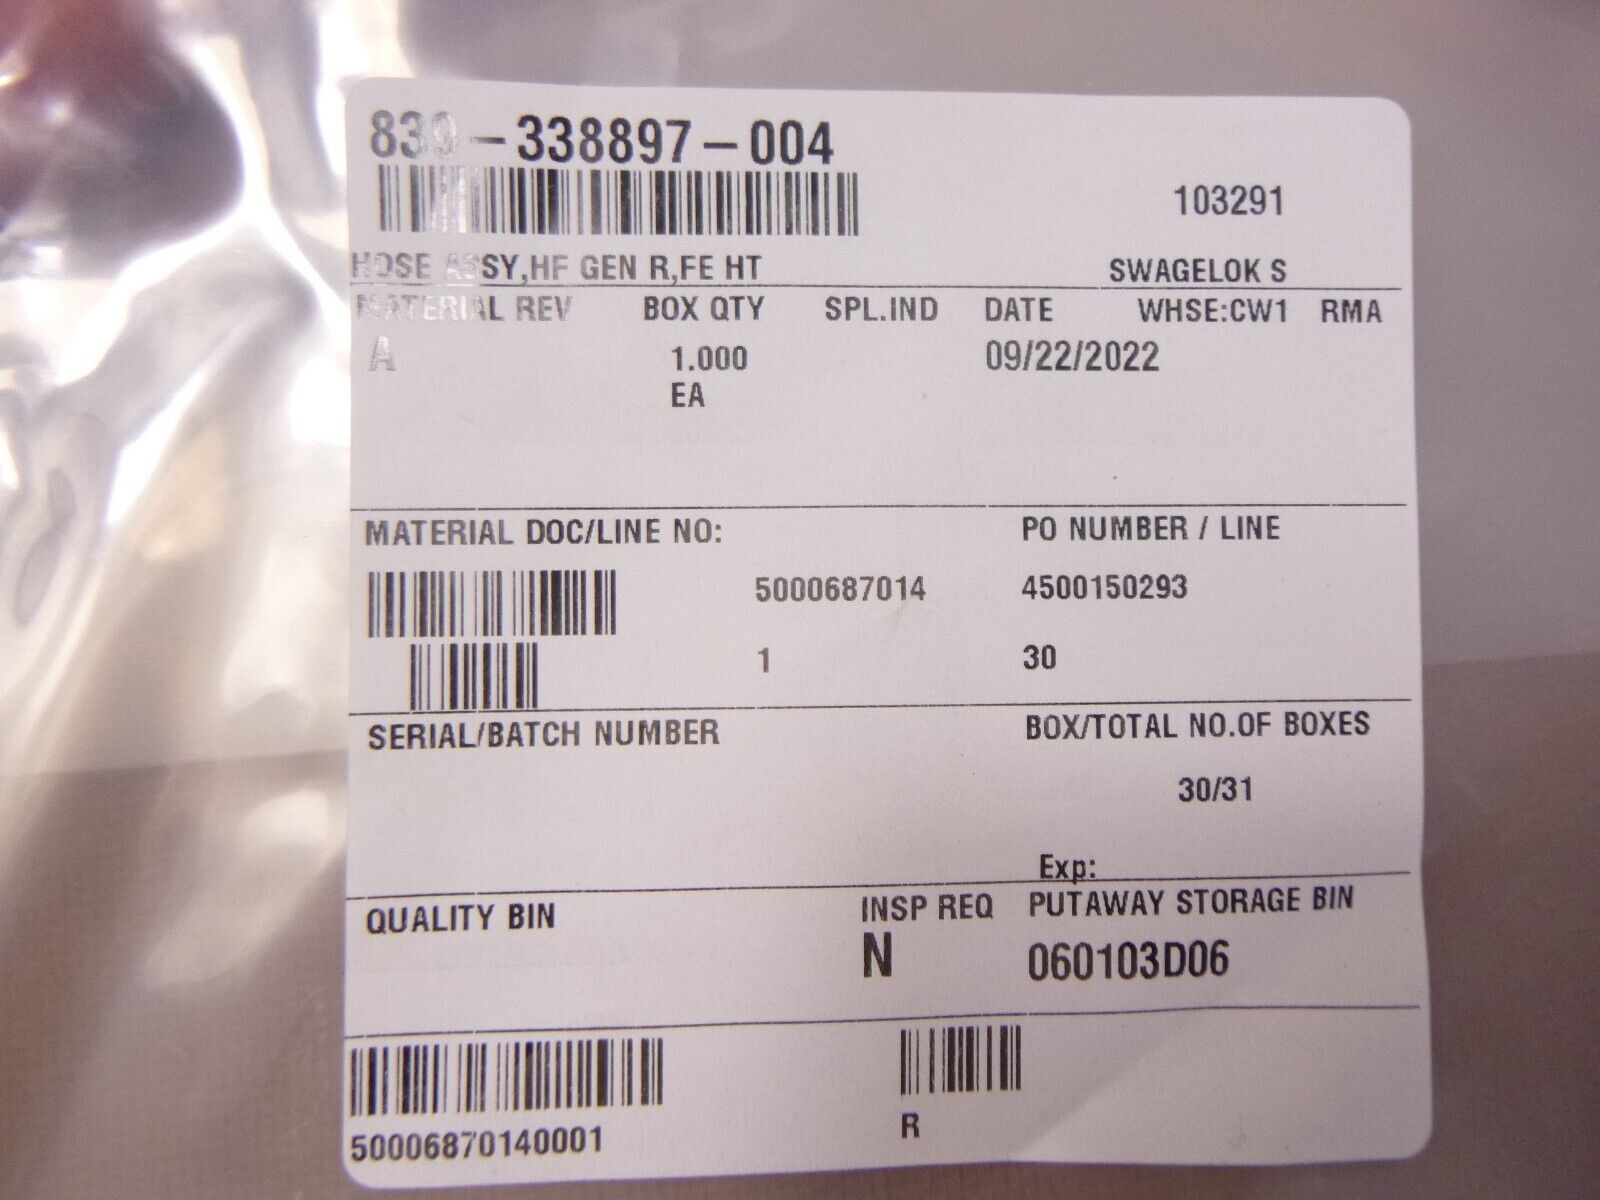 839-338897-004
103291
HOSE ASSY,HF GEN R,FE HT SWAGELOK S
MATERIAL REV BOX QTY SPL.IND DATE WHSE:CW1 RMA
A 1.000 09/22/2022
EA
MATERIAL DOC/LINE NO: PO NUMBER / LINE
5000687014 4500150293
1 30
SERIAL/BATCH NUMBER BOX/TOTAL NO.OF BOXES
30/31
Exp:
QUALITY BIN INSP REQ PUTAWAY STORAGE BIN
N 060103D06
50006870140001 R